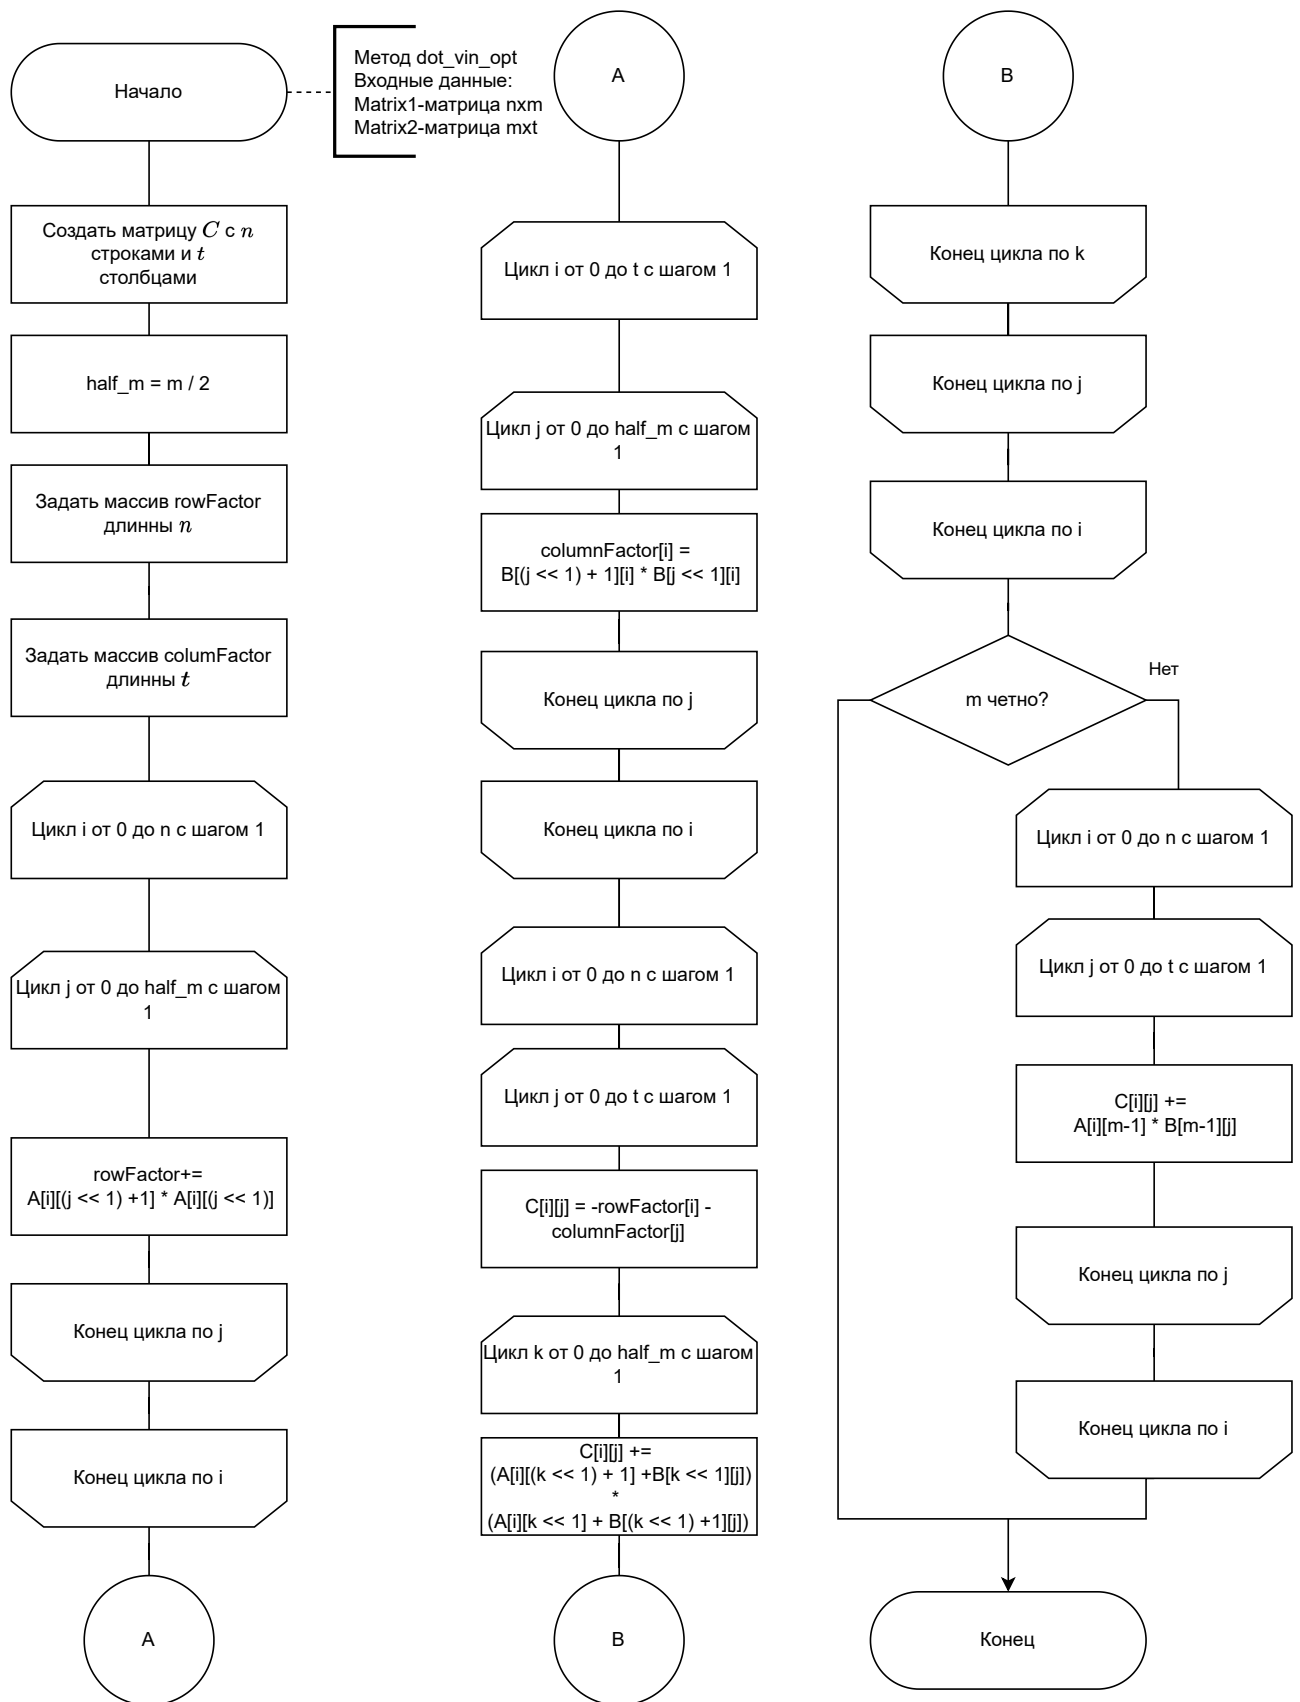 Начало
Метод dot_vin_opt
Входные данные:
Matrix1-матрица nxm
Matrix2-матрица mxt
Создать матрицу C с n
строками и t
столбцами
half_m = m / 2
Задать массив rowFactor
длинны n
Задать массив columFactor
длинны t
Цикл i от 0 до n с шагом 1
Цикл j от 0 до half_m с шагом
1
rowFactor+=
A[i][(j << 1) +1] * A[i][(j << 1)]
Конец цикла по j
Конец цикла по i
A
A
Цикл i от 0 до t с шагом 1
Цикл j от 0 до half_m с шагом
1
columnFactor[i] =
B[(j << 1) + 1][i] * B[j << 1][i]
Конец цикла по j
Конец цикла по i
Цикл i от 0 до n с шагом 1
Цикл j от 0 до t с шагом 1
C[i][j] = -rowFactor[i] -
columnFactor[j]
Цикл k от 0 до half_m с шагом
1
C[i][j] +=
(A[i][(k << 1) + 1] +B[k << 1][j])
*
(A[i][k << 1] + B[(k << 1) +1][j])
B
B
Конец цикла по k
Конец цикла по j
Конец цикла по i
m четно?
Нет
Цикл i от 0 до n с шагом 1
Цикл j от 0 до t с шагом 1
C[i][j] +=
A[i][m-1] * B[m-1][j]
Конец цикла по j
Конец цикла по i
Конец